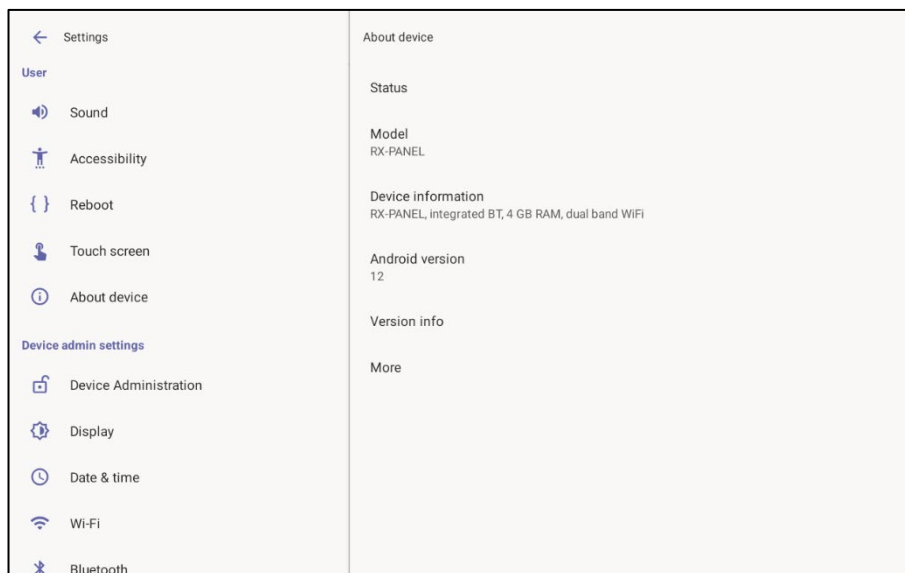 Settings
User
Sound
Accessibility
Reboot
Touch screen
About device
Device admin settings
Device Administration
Display
Date & time
Wi-Fi
Bluetooth
About device
Status
Model
RX-PANEL
Device information
RX-PANEL, integrated BT, 4 GB RAM, dual band WiFi
Android version
12
Version info
More